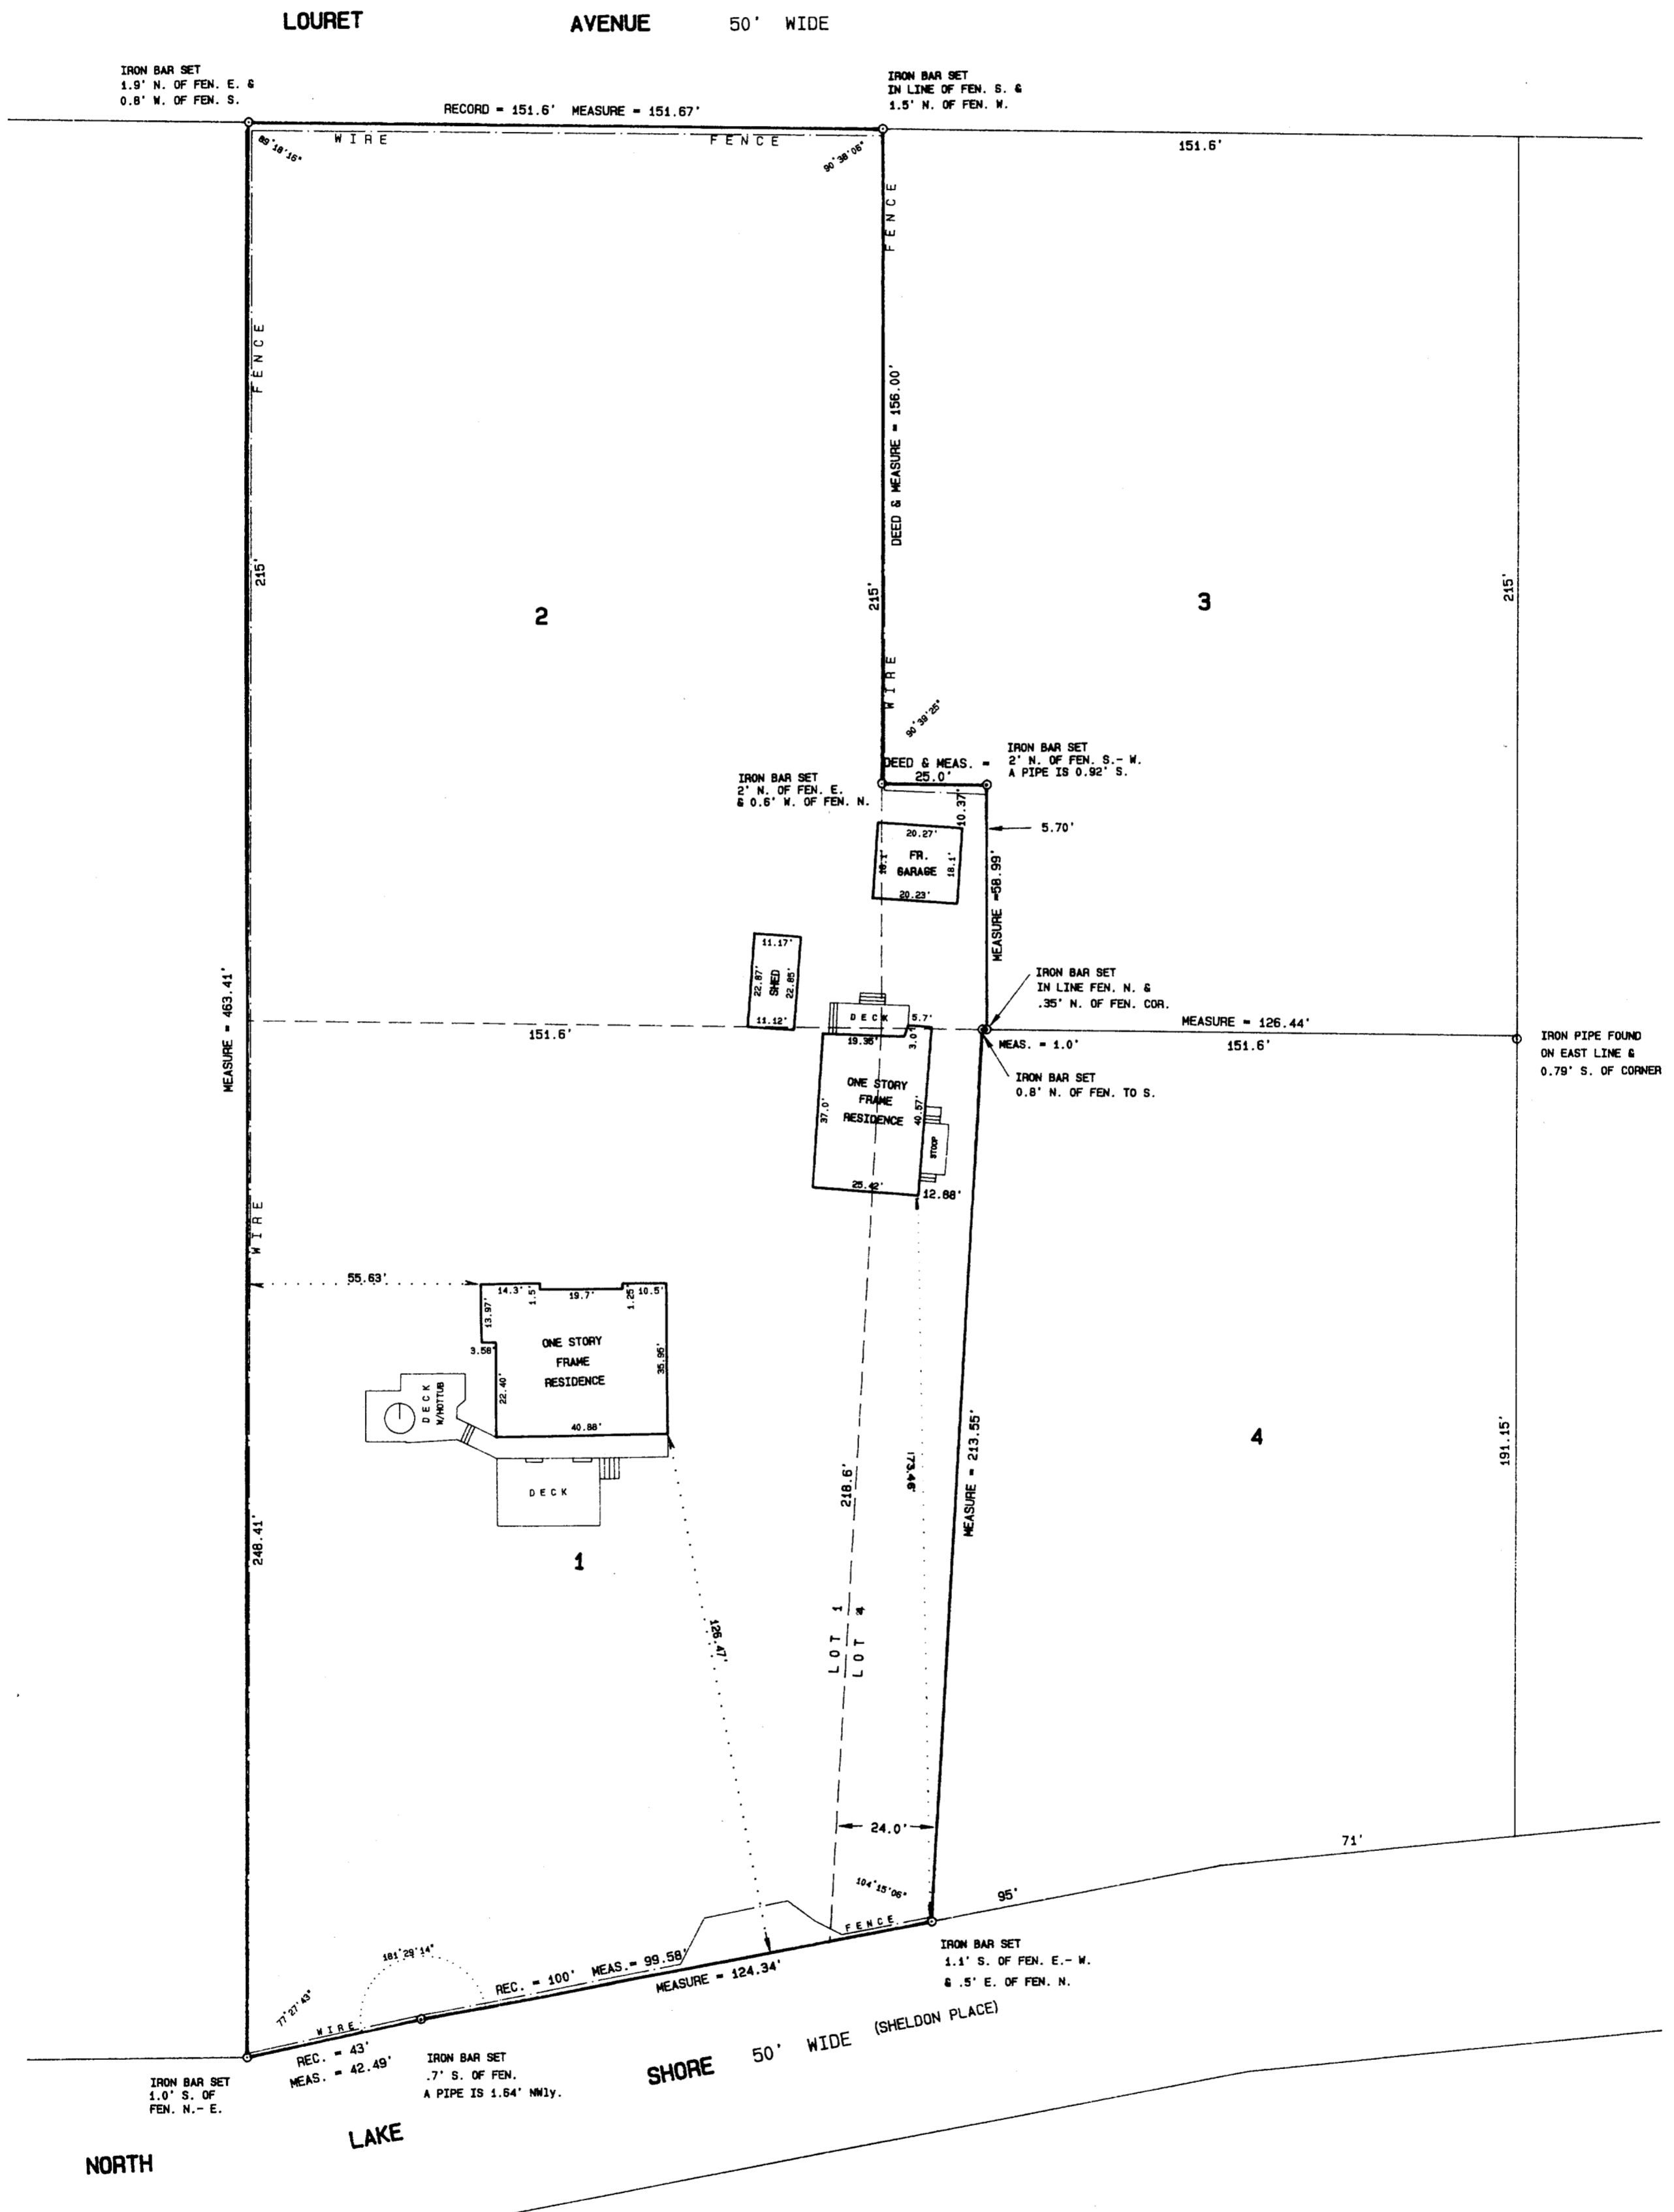 LOURET AVENUE 50' WIDE
IRON BAR SET
1.9' N. OF FEN. E. &
0.8' W. OF FEN. S.
RECORD = 151.6' MEASURE = 151.67'
IRON BAR SET
IN LINE OF FEN. S. &
1.5' N. OF FEN. W.
WIRE FENCE
89°18'16"
90°38'06"
151.6'
FENCE
FENCE
DEED & MEASURE = 156.00'
215'
215'
215'
2
3
WIRE
90°39'25"
DEED & MEAS. =
25.0'
IRON BAR SET
2' N. OF FEN. S.- W.
A PIPE IS 0.92' S.
IRON BAR SET
2' N. OF FEN. E.
& 0.6' W. OF FEN. N.
10.37'
5.70'
20.27'
FR.
GARAGE
18.1'
18.1'
20.23'
MEASURE =58.99'
11.17'
22.87'
SHED
22.85'
11.12'
MEASURE = 463.41'
IRON BAR SET
IN LINE FEN. N. &
.35' N. OF FEN. COR.
DECK
5.7'
19.35'
3.0'
151.6'
MEASURE = 126.44'
151.6'
MEAS. = 1.0'
IRON PIPE FOUND
ON EAST LINE &
0.79' S. OF CORNER
IRON BAR SET
0.8' N. OF FEN. TO S.
ONE STORY
FRAME
RESIDENCE
37.0'
40.57'
STOOP
25.42'
12.88'
WIRE
55.63'
14.3'
1.5'
19.7'
1.25'
10.5'
13.97'
3.58'
ONE STORY
FRAME
RESIDENCE
35.95'
22.40'
40.88'
DECK
W/HOTTUB
DECK
248.41'
1
4
218.6'
173.46'
MEASURE = 213.55'
191.15'
126.47'
LOT 1
LOT 4
24.0'
71'
104°15'06"
95'
FENCE
IRON BAR SET
1.1' S. OF FEN. E.- W.
& .5' E. OF FEN. N.
181°29'14"
REC. = 100' MEAS.= 99.58'
MEASURE = 124.34'
77°27'43"
WIRE
REC. = 43'
MEAS. = 42.49'
IRON BAR SET
.7' S. OF FEN.
A PIPE IS 1.64' NWly.
IRON BAR SET
1.0' S. OF
FEN. N.- E.
NORTH LAKE SHORE 50' WIDE (SHELDON PLACE)